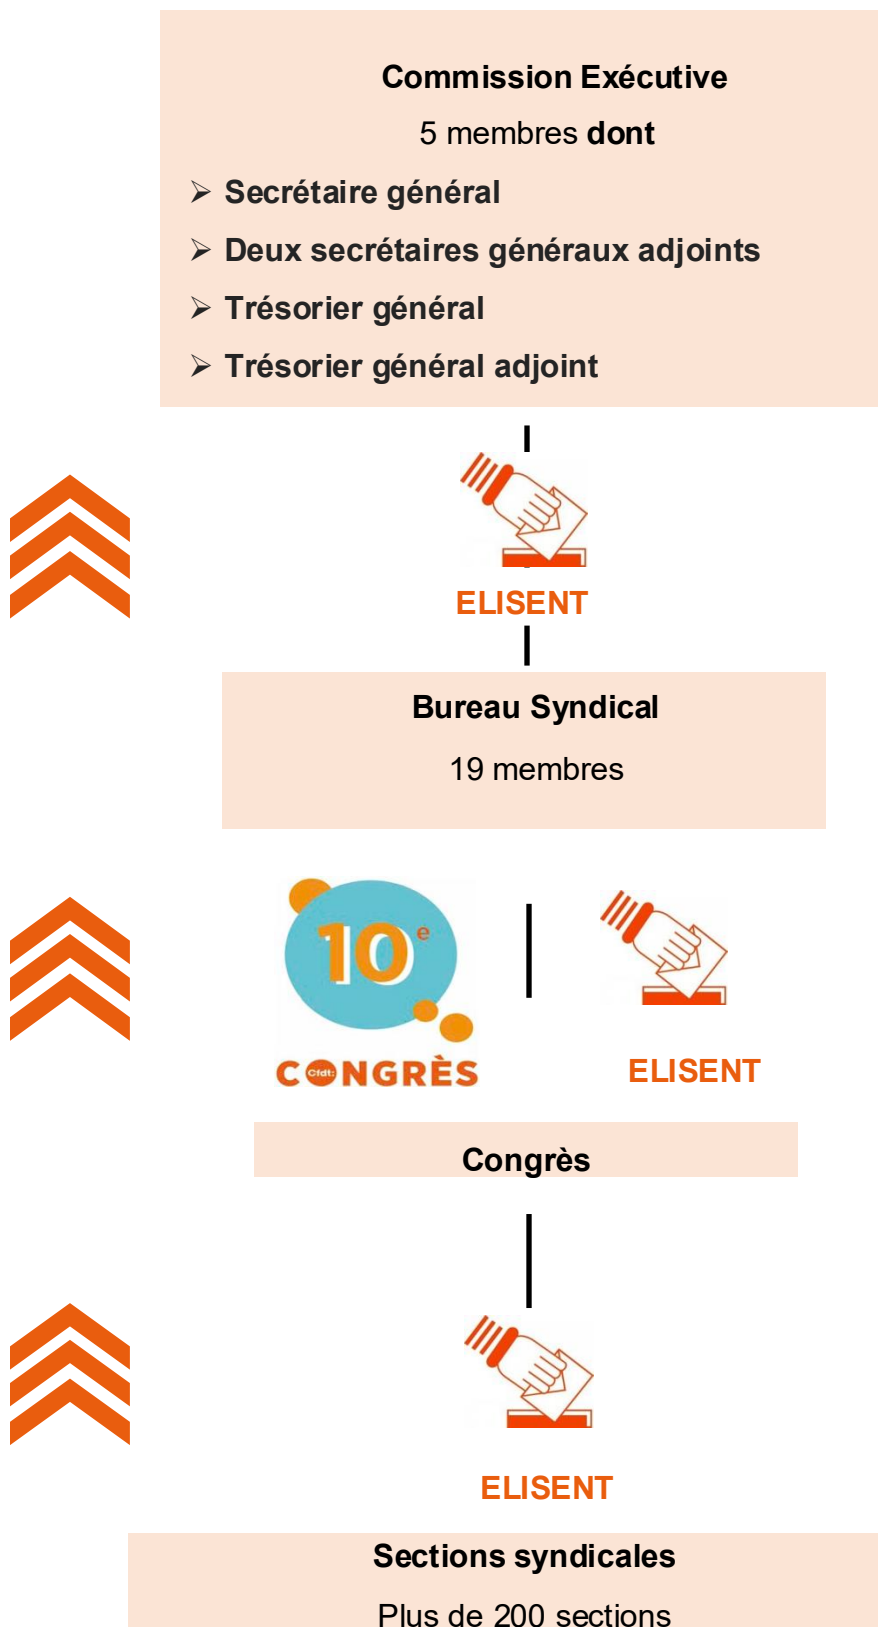 Commission Exécutive
5 membres dont
➢ Secrétaire général
➢ Deux secrétaires généraux adjoints
➢ Trésorier général
➢ Trésorier général adjoint
ELISENT
Bureau Syndical
19 membres
10e
CONGRÈS
Cfdt:
ELISENT
Congrès
ELISENT
Sections syndicales
Plus de 200 sections